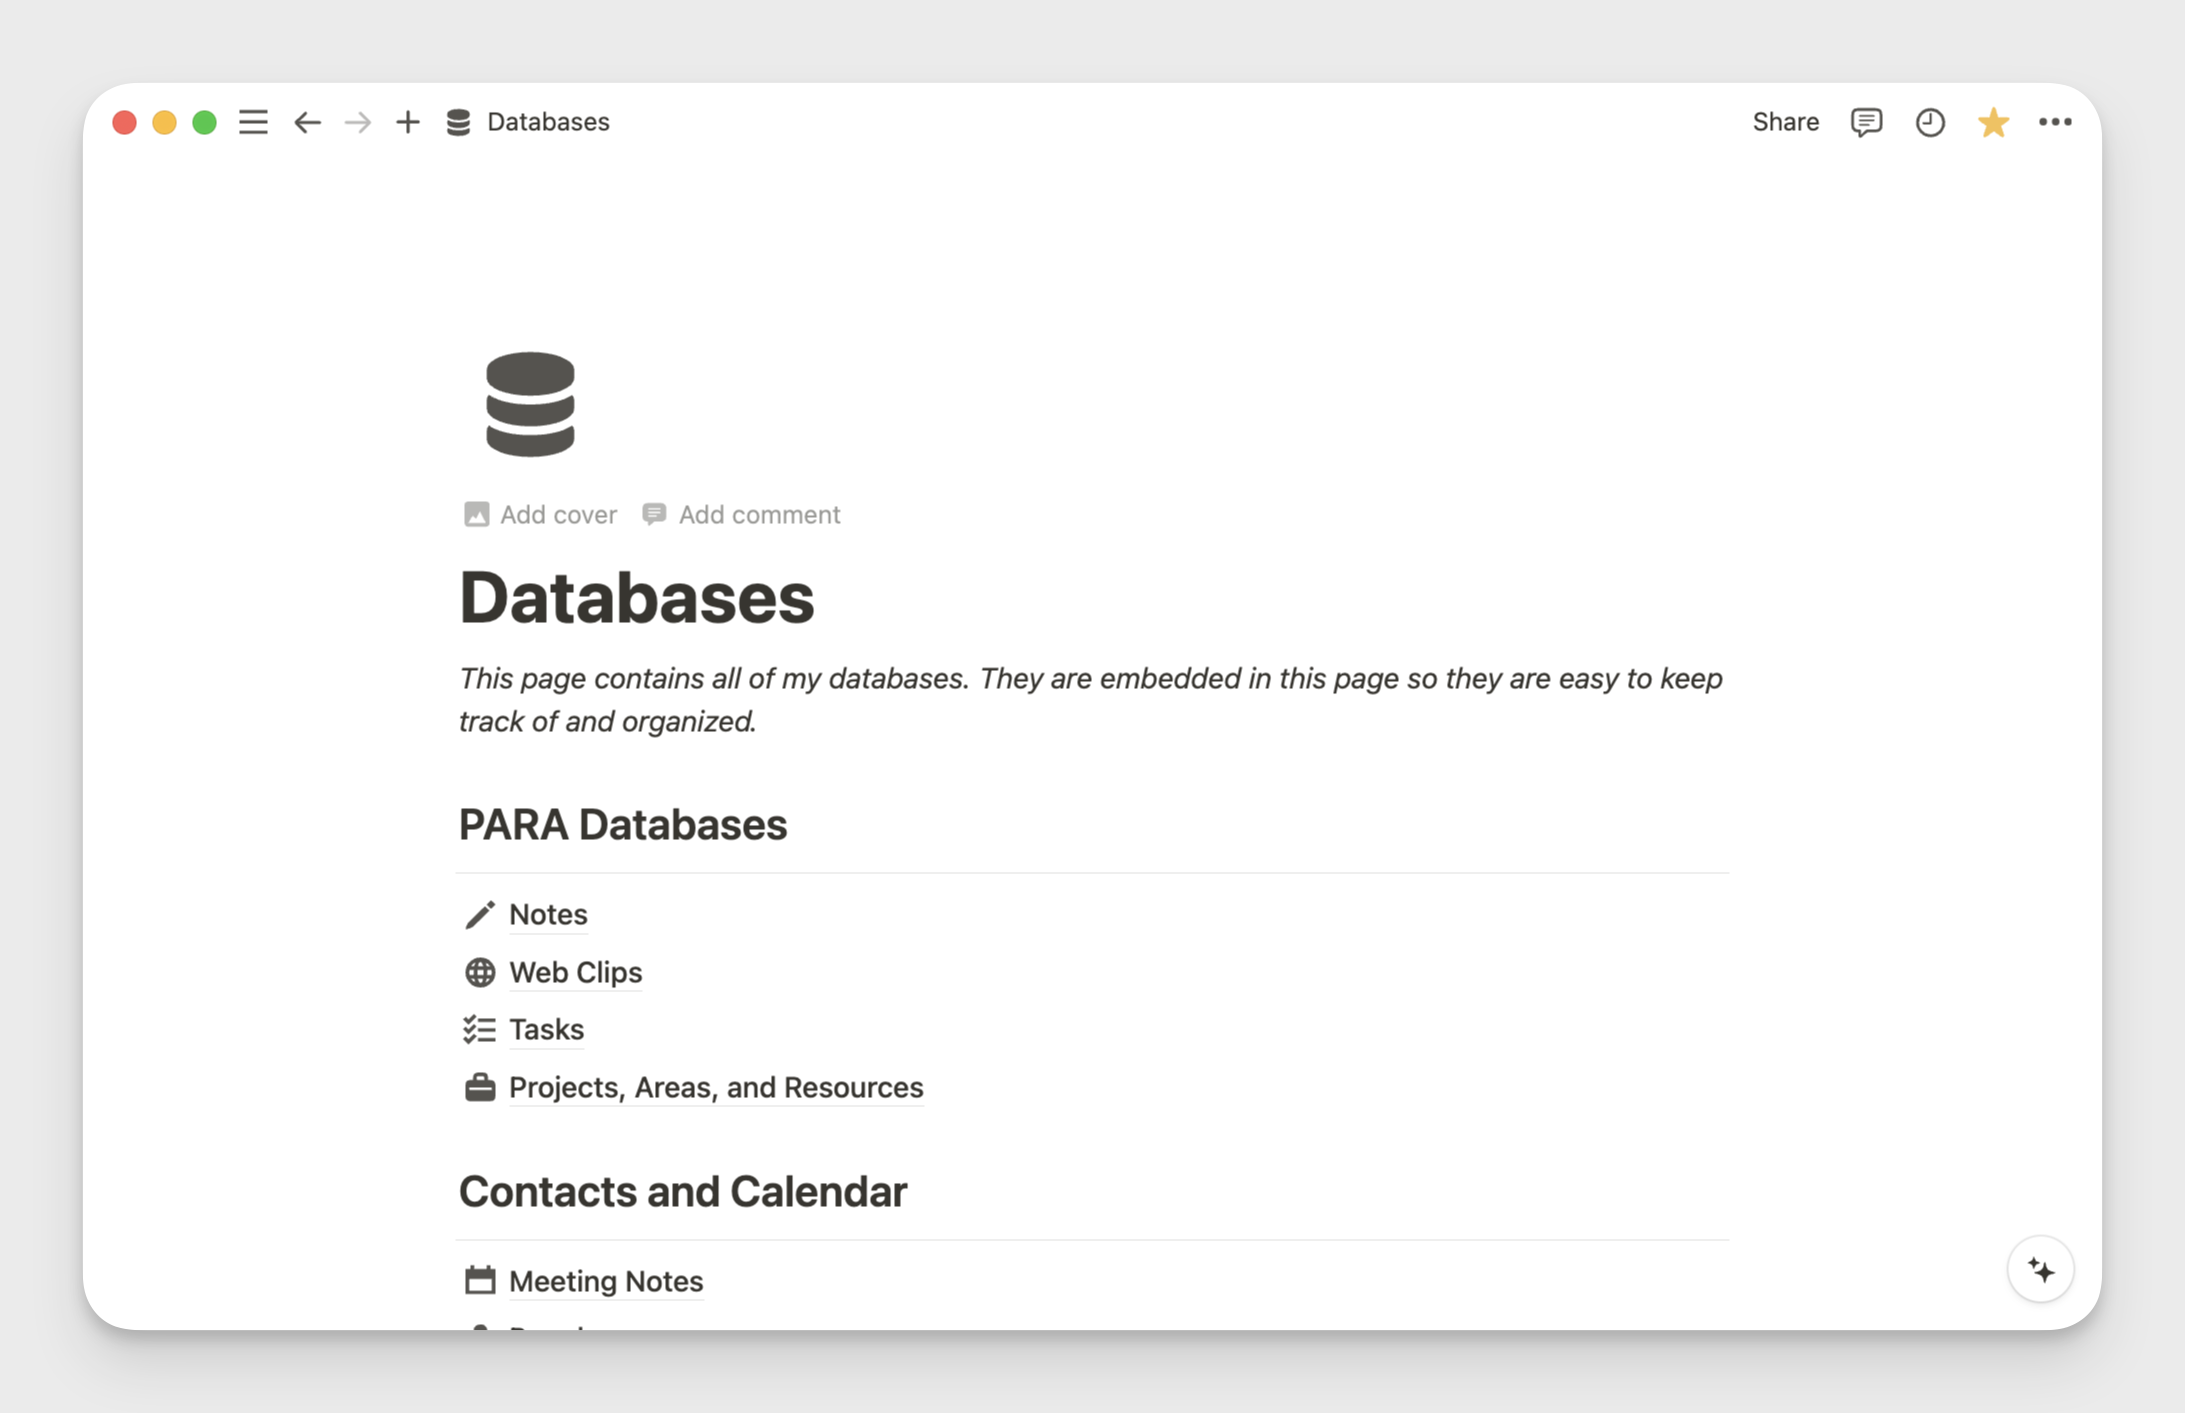 Databases
Share
Add cover
Add comment
Databases
This page contains all of my databases. They are embedded in this page so they are easy to keep
track of and organized.
PARA Databases
Notes
Web Clips
Tasks
Projects, Areas, and Resources
Contacts and Calendar
Meeting Notes